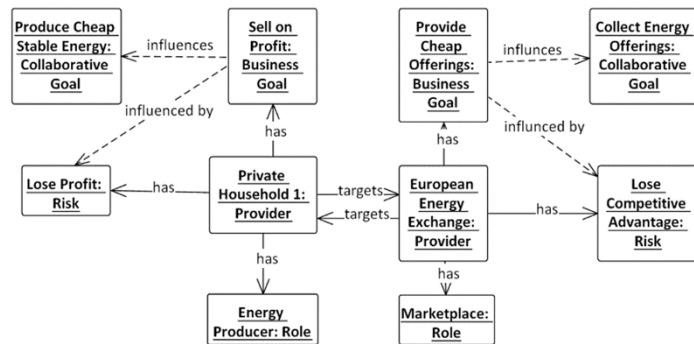 Produce Cheap
Stable Energy:
Collaborative
Goal
influences
Sell on
Profit:
Business
Goal
Provide
Cheap
Offerings:
Business
Goal
influnces
Collect Energy
Offerings:
Collaborative
Goal
influenced by
has
has
influnced by
Lose Profit:
Risk
has
Private
Household 1:
Provider
targets
targets
European
Energy
Exchange:
Provider
has
Lose
Competitive
Advantage:
Risk
has
has
Energy
Producer: Role
Marketplace:
Role